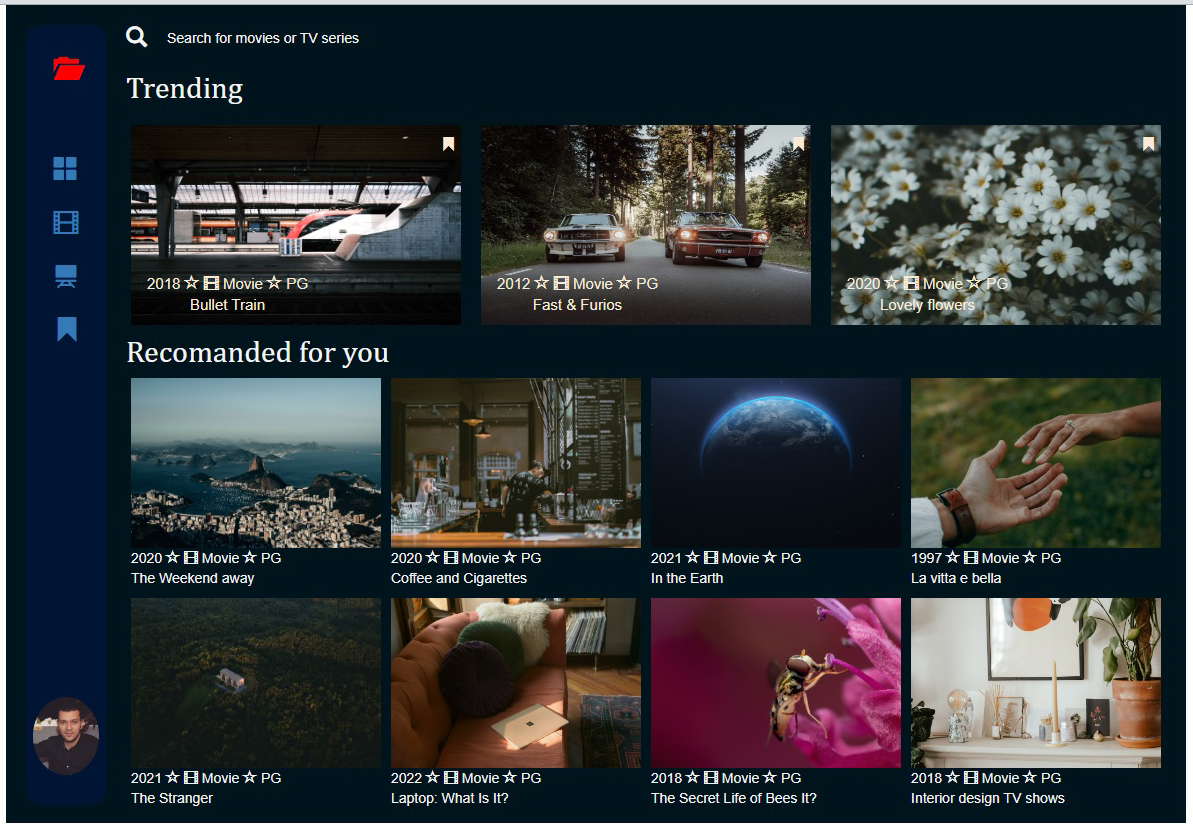 Search for movies or TV series
Trending
2018 Movie PG
Bullet Train
2012 Movie PG
Fast & Furios
2020 Movie PG
Lovely flowers
Recomanded for you
2020 Movie PG
The Weekend away
2020 Movie PG
Coffee and Cigarettes
2021 Movie PG
In the Earth
1997 Movie PG
La vitta e bella
2021 Movie PG
The Stranger
2022 Movie PG
Laptop: What Is It?
2018 Movie PG
The Secret Life of Bees It?
2018 Movie PG
Interior design TV shows